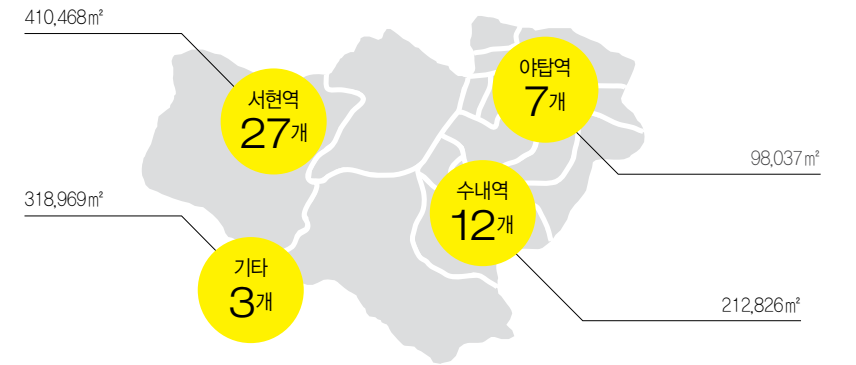 410,468㎡
서현역
27개
야탑역
7개
98,037㎡
수내역
12개
318,969㎡
기타
3개
212,826㎡